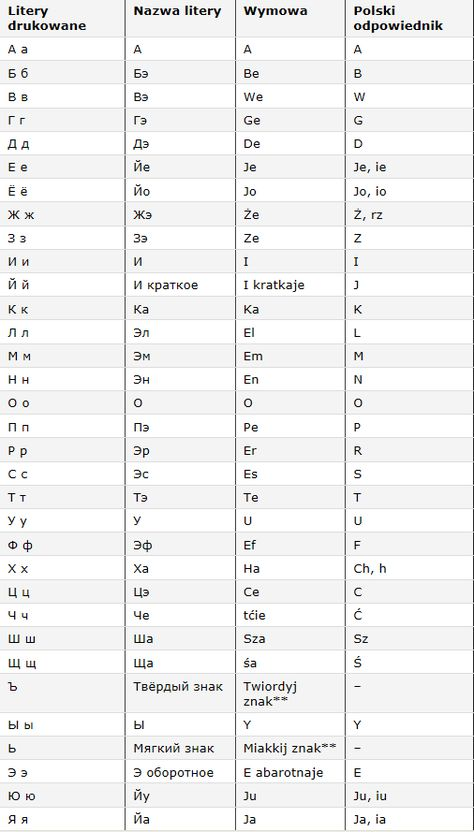 Litery drukowane Nazwa litery Wymowa Polski odpowiednik
А а А A A
Б б Бэ Be B
В в Вэ We W
Г г Гэ Ge G
Д д Дэ De D
Е е Йе Je Je, ie
Ё ё Йо Jo Jo, io
Ж ж Жэ Że Ż, rz
З з Зэ Ze Z
И и И I I
Й й И краткое I kratkaje J
К к Ка Ka K
Л л Эл El L
М м Эм Em M
Н н Эн En N
О о О O O
П п Пэ Pe P
Р р Эр Er R
С с Эс Es S
Т т Тэ Te T
У у У U U
Ф ф Эф Ef F
Х х Ха Ha Ch, h
Ц ц Цэ Ce C
Ч ч Че tćie Ć
Ш ш Ша Sza Sz
Щ щ Ща śa Ś
Ъ Твёрдый знак Twiordyj znak** –
Ы ы Ы Y Y
Ь Мягкий знак Miakkij znak** –
Э э Э оборотное E abarotnaje E
Ю ю Йу Ju Ju, iu
Я я Йа Ja Ja, ia